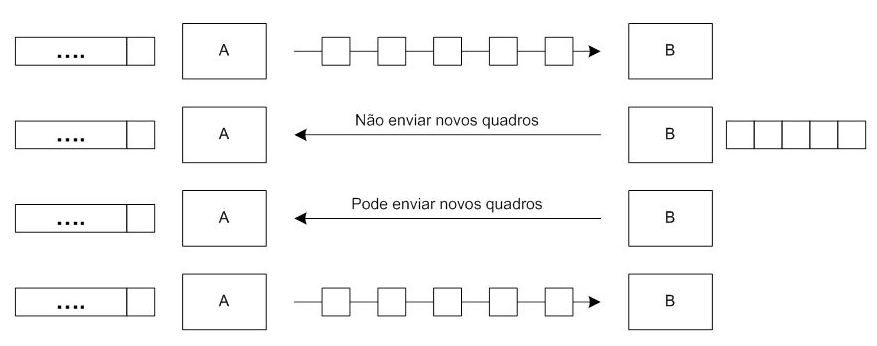 .... A B
.... A Não enviar novos quadros B
.... A Pode enviar novos quadros B
.... A B